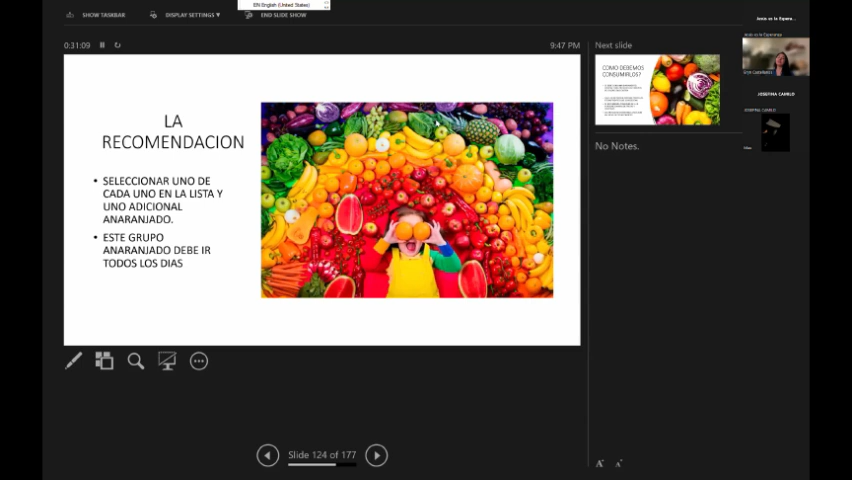 EN English (United States)
SHOW TASKBAR
DISPLAY SETTINGS ▼
END SLIDE SHOW
0:31:09
9:47 PM
LA
RECOMENDACION
• SELECCIONAR UNO DE
CADA UNO EN LA LISTA Y
UNO ADICIONAL
ANARANJADO.
• ESTE GRUPO
ANARANJADO DEBE IR
TODOS LOS DIAS
Slide 124 of 177
Next slide
COMO DEBEMOS
CONSUMIRLOS?
No Notes.
A A
JOSEFINA CAMILO
JOSEFINA CAMILO